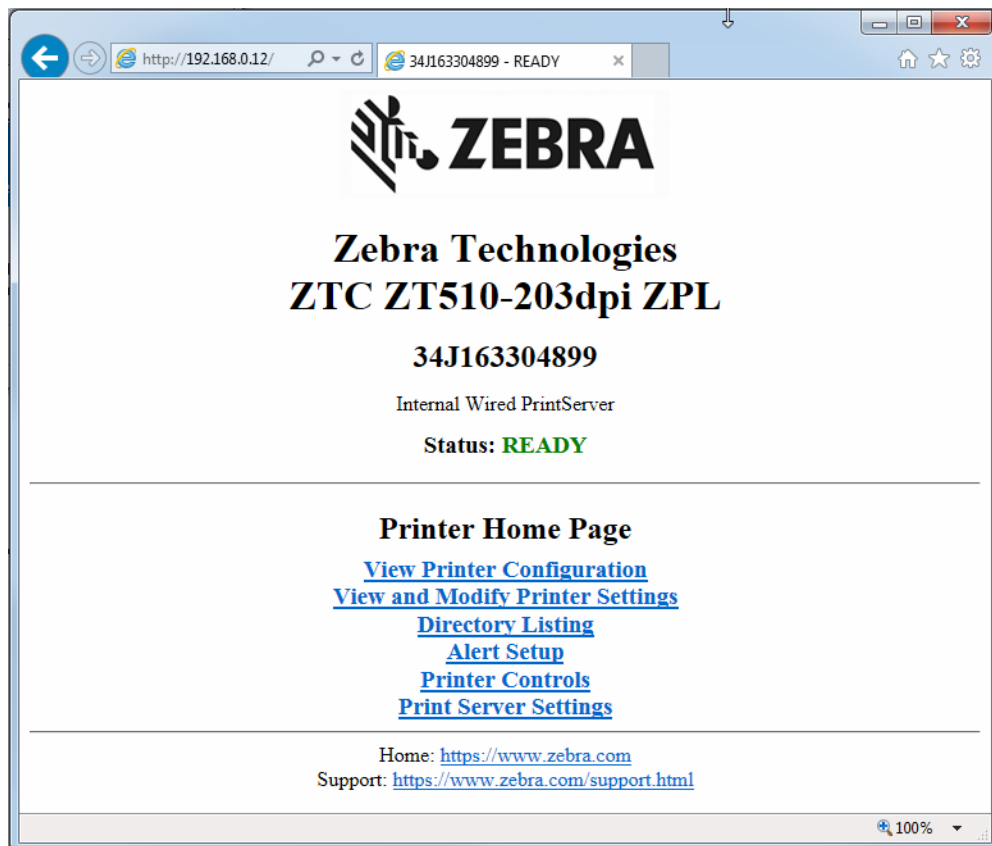 http://192.168.0.12/
34J163304899 - READY
ZEBRA
Zebra Technologies
ZTC ZT510-203dpi ZPL
34J163304899
Internal Wired PrintServer
Status: READY
Printer Home Page
View Printer Configuration
View and Modify Printer Settings
Directory Listing
Alert Setup
Printer Controls
Print Server Settings
Home: https://www.zebra.com
Support: https://www.zebra.com/support.html
100%